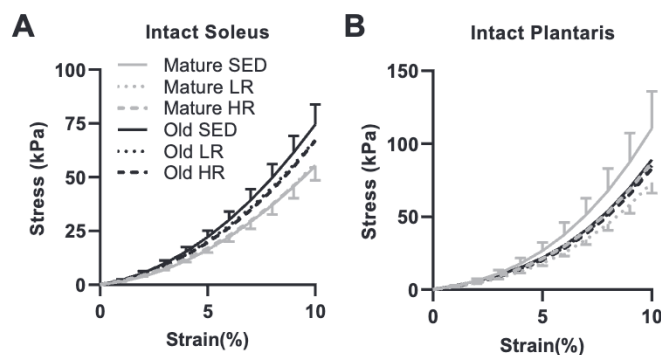 A
Intact Soleus
Stress (kPa)
100
75
50
25
0
Mature SED
Mature LR
Mature HR
Old SED
Old LR
Old HR
0
5
10
Strain(%)
B
Intact Plantaris
Stress (kPa)
150
100
50
0
0
5
10
Strain(%)